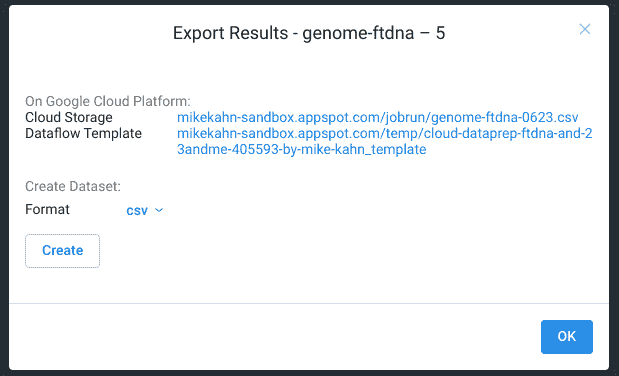 Export Results - genome-ftdna – 5
On Google Cloud Platform:
Cloud Storage mikekahn-sandbox.appspot.com/jobrun/genome-ftdna-0623.csv
Dataflow Template mikekahn-sandbox.appspot.com/temp/cloud-dataprep-ftdna-and-2
3andme-405593-by-mike-kahn_template
Create Dataset:
Format csv
Create
OK